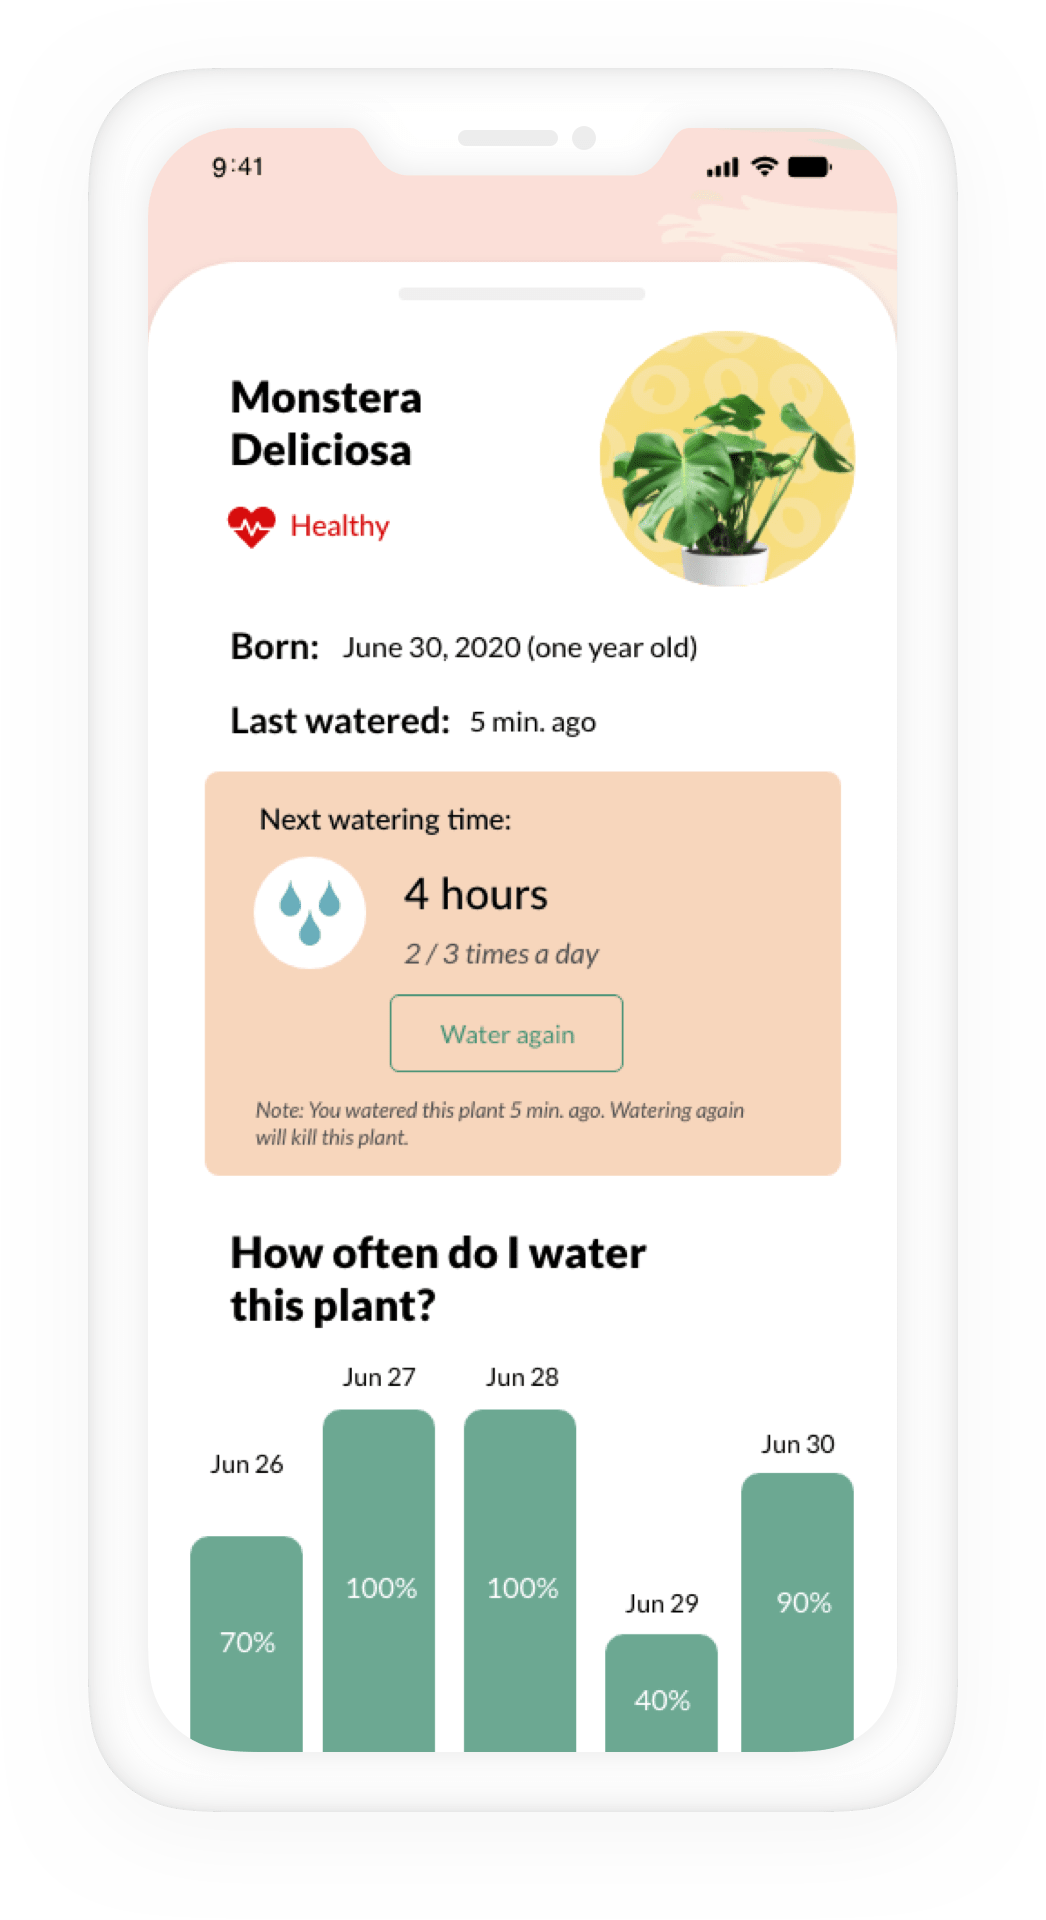 9:41
Monstera
Deliciosa
Healthy
Born: June 30, 2020 (one year old)
Last watered: 5 min. ago
Next watering time:
4 hours
2 / 3 times a day
Water again
Note: You watered this plant 5 min. ago. Watering again
will kill this plant.
How often do I water
this plant?
Jun 26
70%
Jun 27
100%
Jun 28
100%
Jun 29
40%
Jun 30
90%